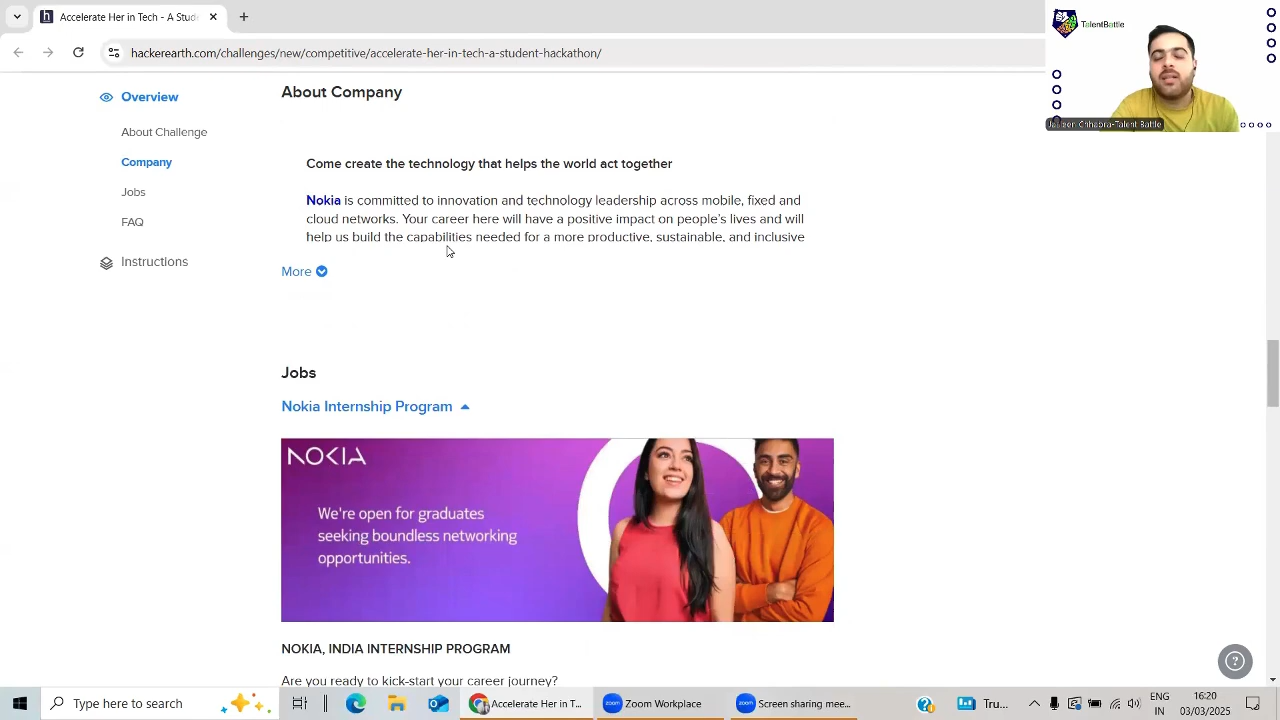 Accelerate Her in Tech - A Stud
hackerearth.com/challenges/new/competitive/accelerate-her-in-tech-a-student-hackathon/
TalentBattle
Chhabra-Talent Battle
Overview
About Challenge
Company
Jobs
FAQ
Instructions
About Company
Come create the technology that helps the world act together
Nokia is committed to innovation and technology leadership across mobile, fixed and
cloud networks. Your career here will have a positive impact on people's lives and will
help us build the capabilities needed for a more productive, sustainable, and inclusive
More
Jobs
Nokia Internship Program
NOKIA
We're open for graduates
seeking boundless networking
opportunities.
NOKIA, INDIA INTERNSHIP PROGRAM
Are you ready to kick-start your career journey?
Type here to search
Accelerate Her in T...
zoom
Zoom Workplace
zoom
Screen sharing mee...
Tru...
ENG
IN
16:20
03/03/2025